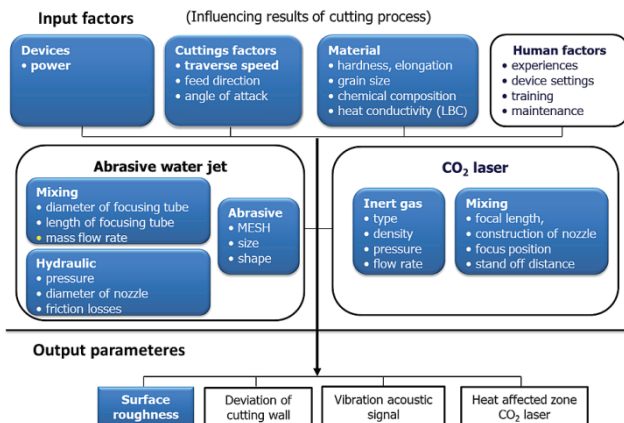 Input factors
(Influencing results of cutting process)
Devices
• power
Cuttings factors
• traverse speed
• feed direction
• angle of attack
Material
• hardness, elongation
• grain size
• chemical composition
• heat conductivity (LBC)
Human factors
• experiences
• device settings
• training
• maintenance
Abrasive water jet
Mixing
• diameter of focusing tube
• length of focusing tube
• mass flow rate
Hydraulic
• pressure
• diameter of nozzle
• friction losses
Abrasive
• MESH
• size
• shape
CO₂ laser
Inert gas
• type
• density
• pressure
• flow rate
Mixing
• focal length,
• construction of nozzle
• focus position
• stand off distance
Output parameteres
Surface
roughness
Deviation of
cutting wall
Vibration acoustic
signal
Heat affected zone
CO₂ laser